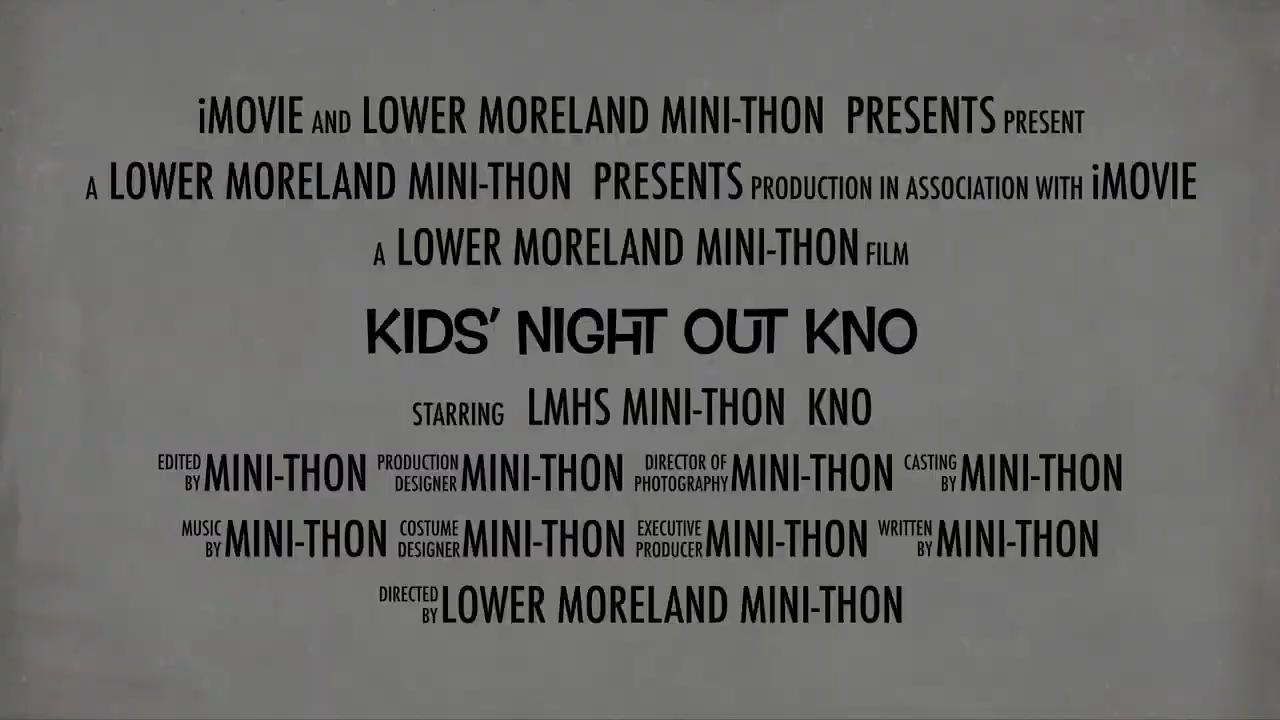 iMOVIE AND LOWER MORELAND MINI-THON PRESENTS PRESENT
A LOWER MORELAND MINI-THON PRESENTS PRODUCTION IN ASSOCIATION WITH iMOVIE
A LOWER MORELAND MINI-THON FILM
KIDS' NIGHT OUT KNO
STARRING LMHS MINI-THON KNO
EDITED BY MINI-THON PRODUCTION DESIGNER MINI-THON DIRECTOR OF PHOTOGRAPHY MINI-THON CASTING BY MINI-THON
MUSIC BY MINI-THON COSTUME DESIGNER MINI-THON EXECUTIVE PRODUCER MINI-THON WRITTEN BY MINI-THON
DIRECTED BY LOWER MORELAND MINI-THON